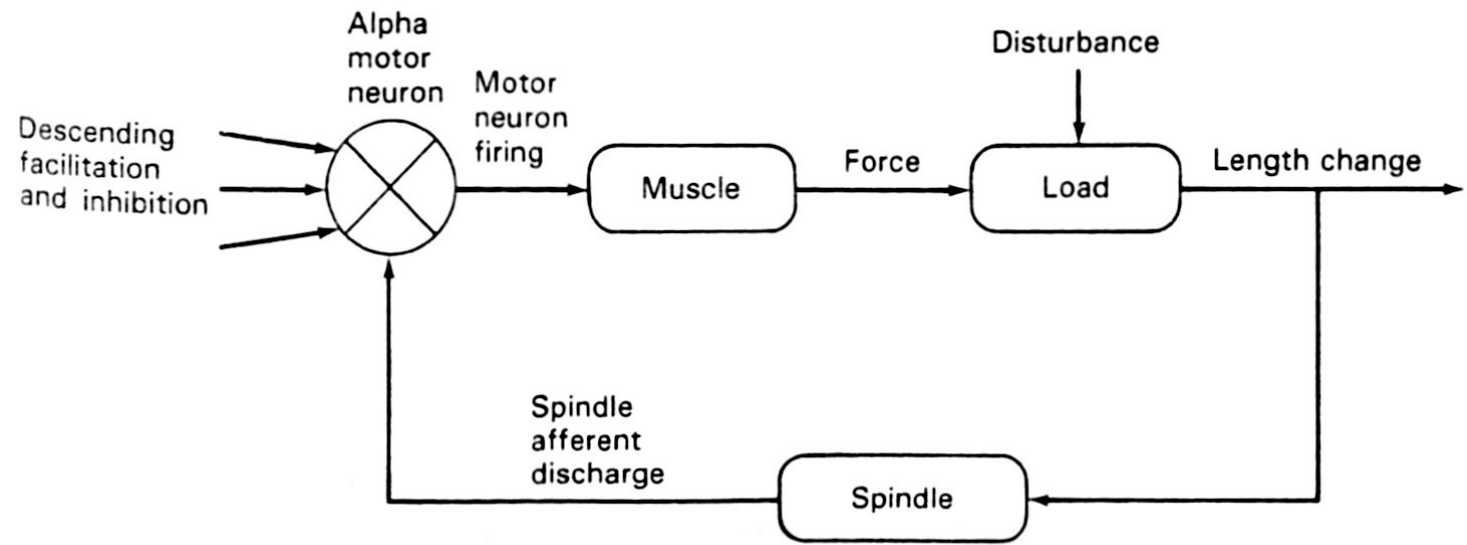 Alpha
motor
neuron
Motor
neuron
firing
Disturbance
Descending
facilitation
and inhibition
Muscle
Force
Load
Length change
Spindle
afferent
discharge
Spindle